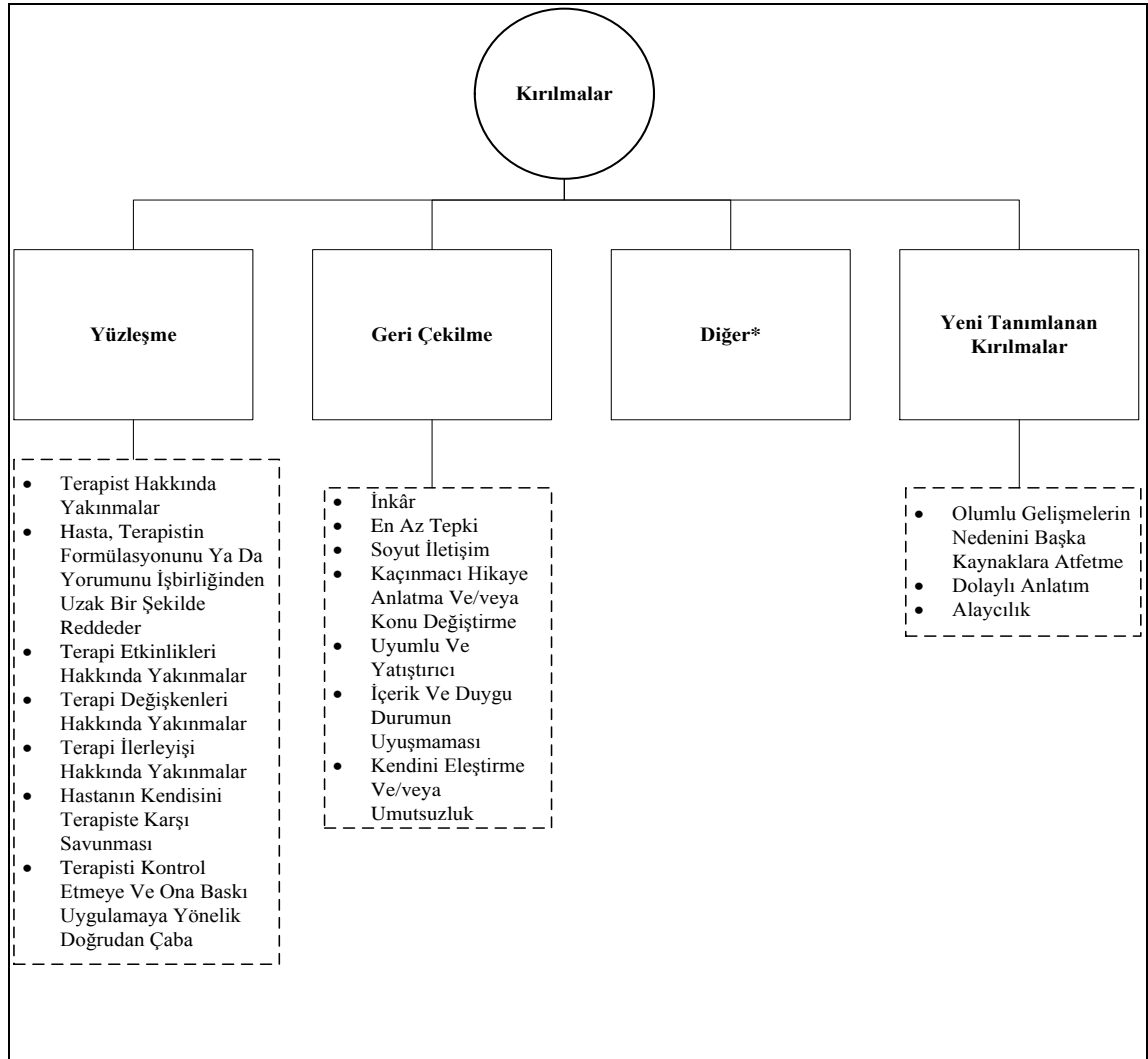 Kırılmalar
Yüzleşme
Geri Çekilme
Diğer*
Yeni Tanımlanan
Kırılmalar
• Terapist Hakkında
Yakınmalar
• Hasta, Terapistin
Formülasyonunu Ya Da
Yorumunu İşbirliğinden
Uzak Bir Şekilde
Reddeder
• Terapi Etkinlikleri
Hakkında Yakınmalar
• Terapi Değişkenleri
Hakkında Yakınmalar
• Terapi İlerleyişi
Hakkında Yakınmalar
• Hastanın Kendisini
Terapiste Karşı
Savunması
• Terapisti Kontrol
Etmeye Ve Ona Baskı
Uygulamaya Yönelik
Doğrudan Çaba
• İnkâr
• En Az Tepki
• Soyut İletişim
• Kaçınmacı Hikaye
Anlatma Ve/veya
Konu Değiştirme
• Uyumlu Ve
Yatıştırıcı
• İçerik Ve Duygu
Durumun
Uyuşmaması
• Kendini Eleştirme
Ve/veya
Umutsuzluk
• Olumlu Gelişmelerin
Nedenini Başka
Kaynaklara Atfetme
• Dolaylı Anlatım
• Alaycılık